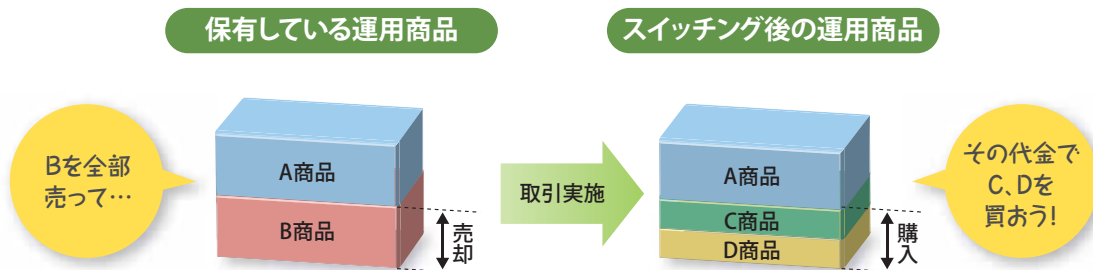 保有している運用商品
スイッチング後の運用商品
Bを全部
売って…
A商品
B商品
売却
取引実施
A商品
C商品
D商品
購入
その代金で
C、Dを
買おう!